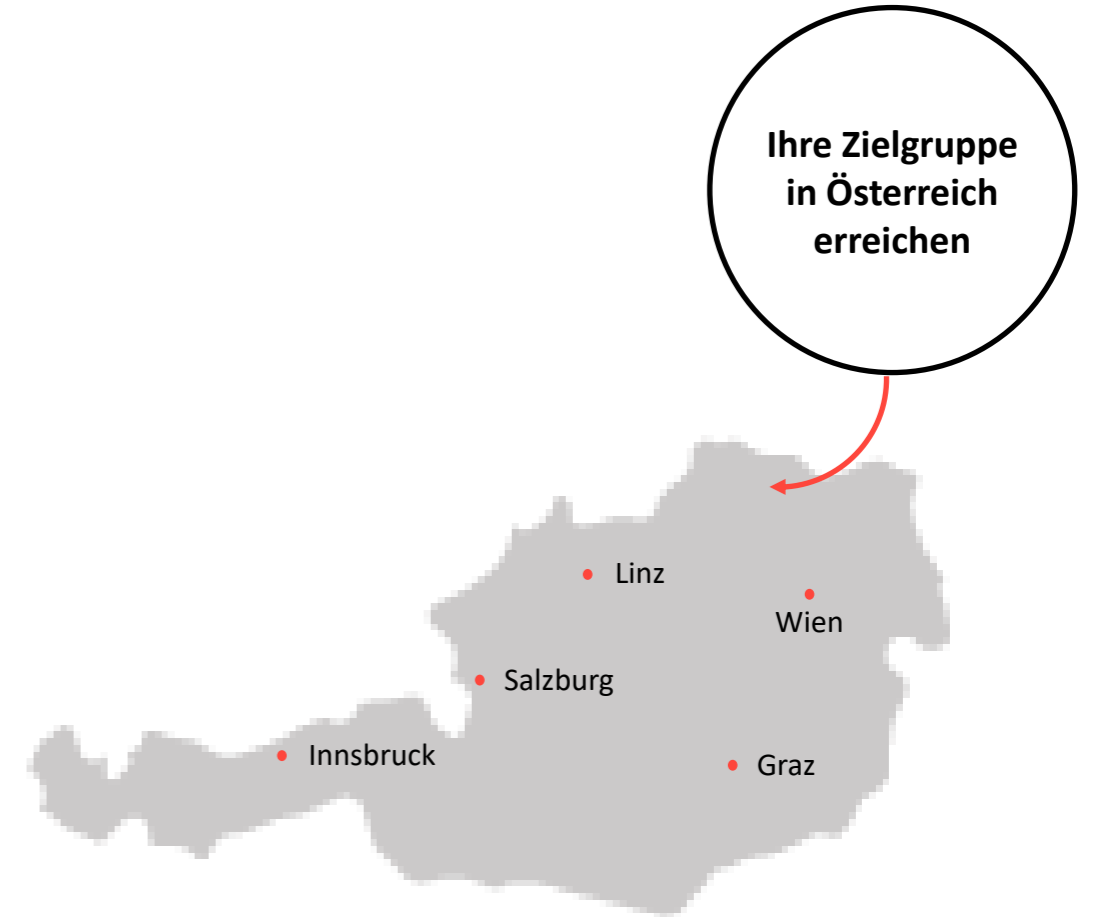 Ihre Zielgruppe
in Österreich
erreichen
Linz
Wien
Salzburg
Innsbruck
Graz